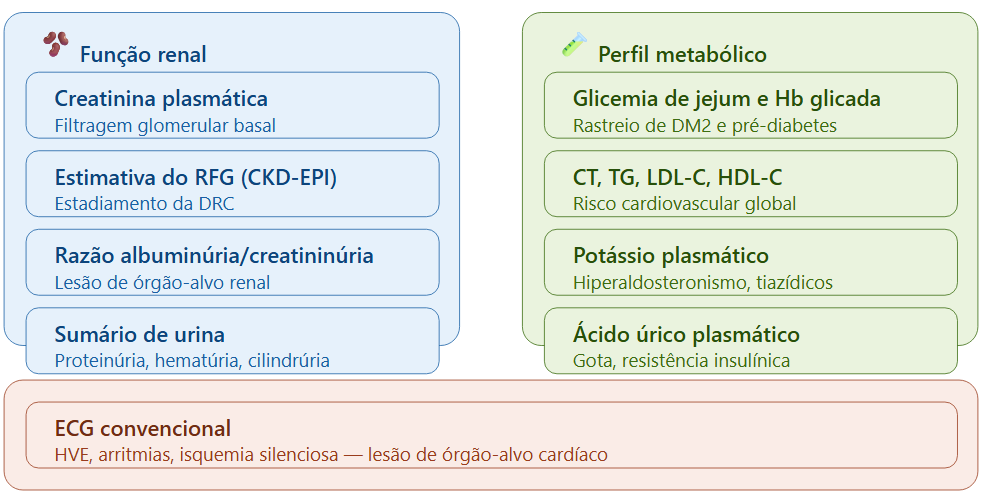 Função renal
Creatinina plasmática
Filtragem glomerular basal
Estimativa do RFG (CKD-EPI)
Estadiamento da DRC
Razão albuminúria/creatininúria
Lesão de órgão-alvo renal
Sumário de urina
Proteinúria, hematúria, cilindrúria
Perfil metabólico
Glicemia de jejum e Hb glicada
Rastreio de DM2 e pré-diabetes
CT, TG, LDL-C, HDL-C
Risco cardiovascular global
Potássio plasmático
Hiperaldosteronismo, tiazídicos
Ácido úrico plasmático
Gota, resistência insulínica
ECG convencional
HVE, arritmias, isquemia silenciosa — lesão de órgão-alvo cardíaco